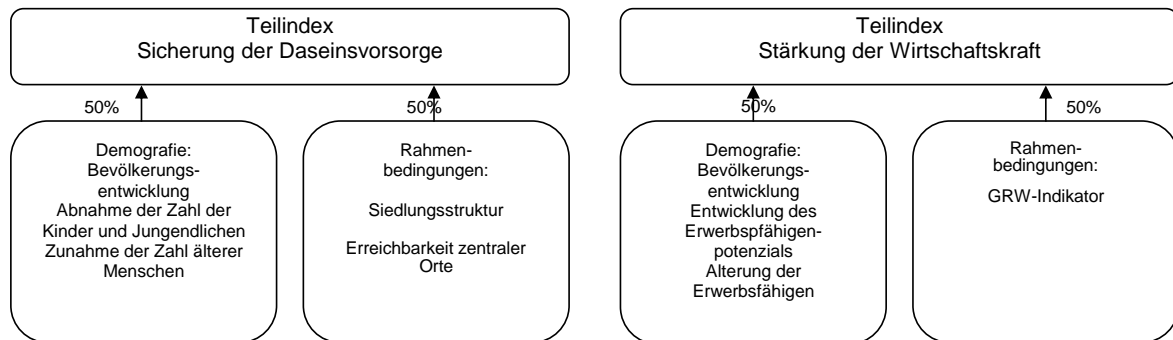 Teilindex
Sicherung der Daseinsvorsorge
50%
50%
Demografie:
Bevölkerungs-
entwicklung
Abnahme der Zahl der
Kinder und Jungendlichen
Zunahme der Zahl älterer
Menschen
Rahmen-
bedingungen:
Siedlungsstruktur
Erreichbarkeit zentraler
Orte
Teilindex
Stärkung der Wirtschaftskraft
50%
50%
Demografie:
Bevölkerungs-
entwicklung
Entwicklung des
Erwerbspfähigen-
potenzials
Alterung der
Erwerbsfähigen
Rahmen-
bedingungen:
GRW-Indikator